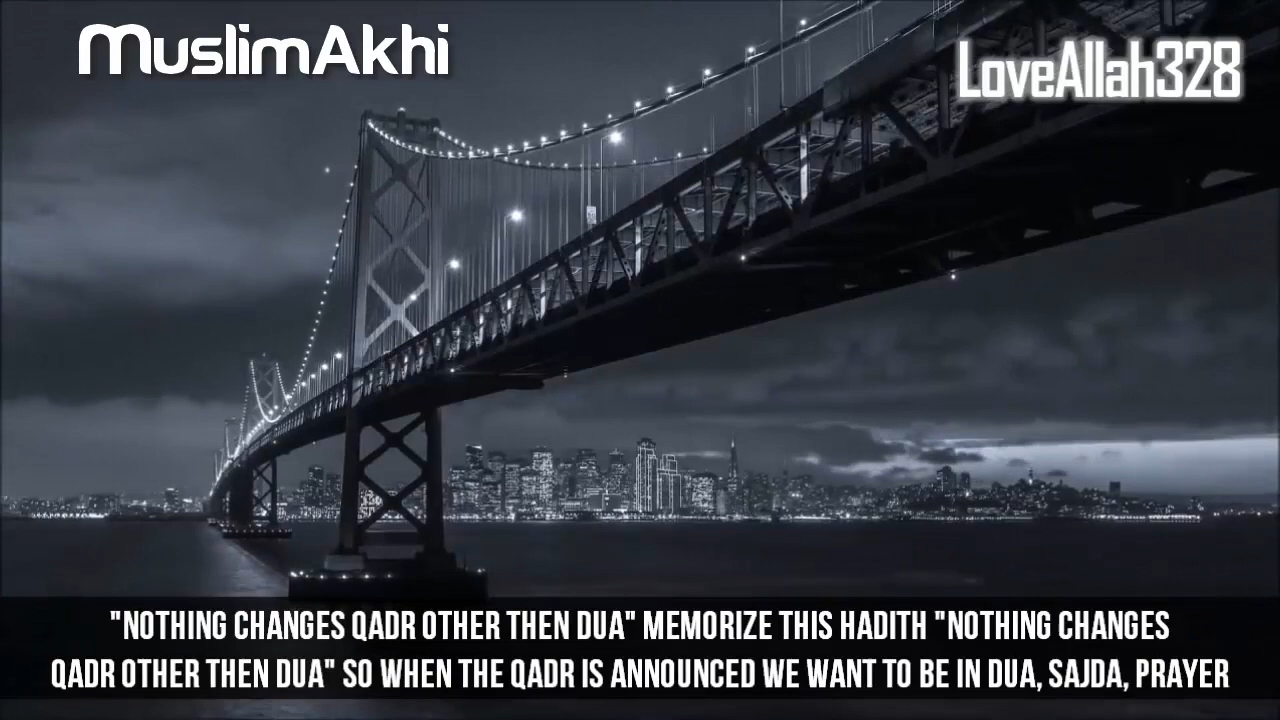 MuslimAkhi
LoveAllah328
"NOTHING CHANGES QADR OTHER THEN DUA" MEMORIZE THIS HADITH "NOTHING CHANGES
QADR OTHER THEN DUA" SO WHEN THE QADR IS ANNOUNCED WE WANT TO BE IN DUA, SAJDA, PRAYER